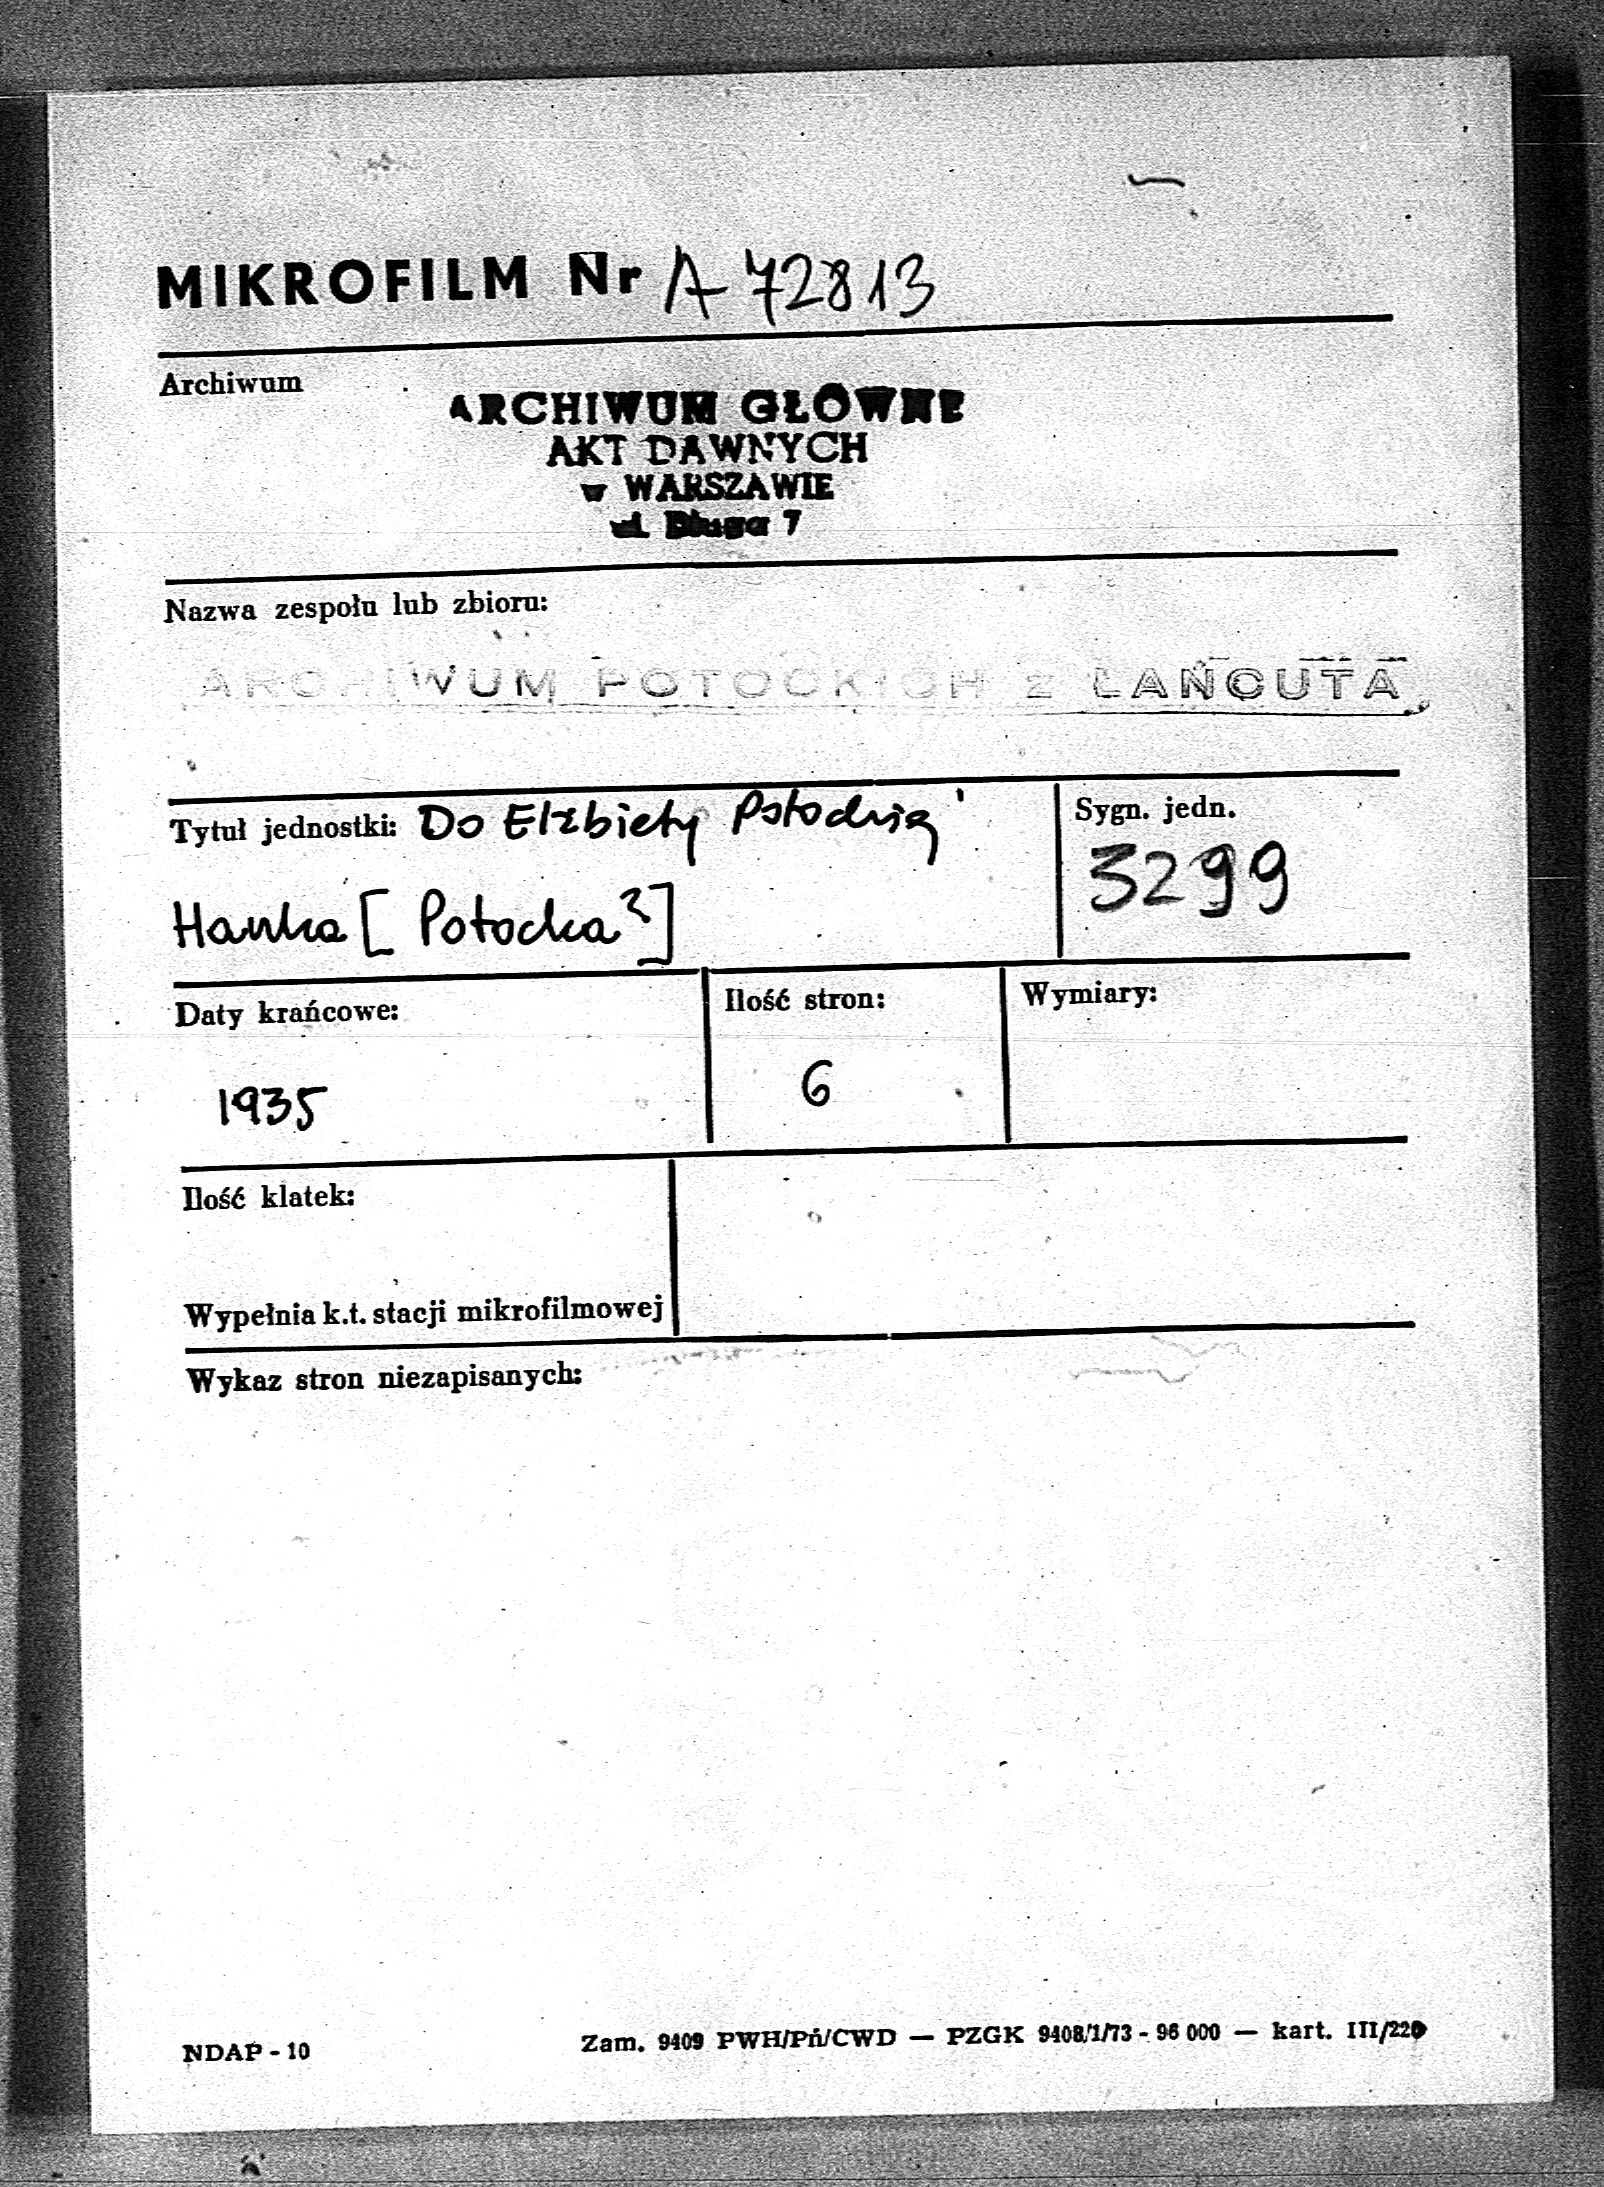 MIKROFILM Nr A-72813
Archiwum
ARCHIWUM GŁÓWNE
AKT DAWNYCH
w WARSZAWIE
ul. Długa 7
Nazwa zespołu lub zbioru:
ARCHIWUM POTOCKICH z ŁAŃCUTA
Tytuł jednostki: Do Elżbiety Potockiej
Sygn. jedn.
3299
Hanka [Potocka?]
Daty krańcowe:
Ilość stron:
Wymiary:
1935
6
Ilość klatek:
Wypełnia k.t. stacji mikrofilmowej
Wykaz stron niezapisanych:
NDAP - 10
Zam. 9409 PWH/Pń/CWD — PZGK 9408/1/73 - 96 000 — kart. III/220